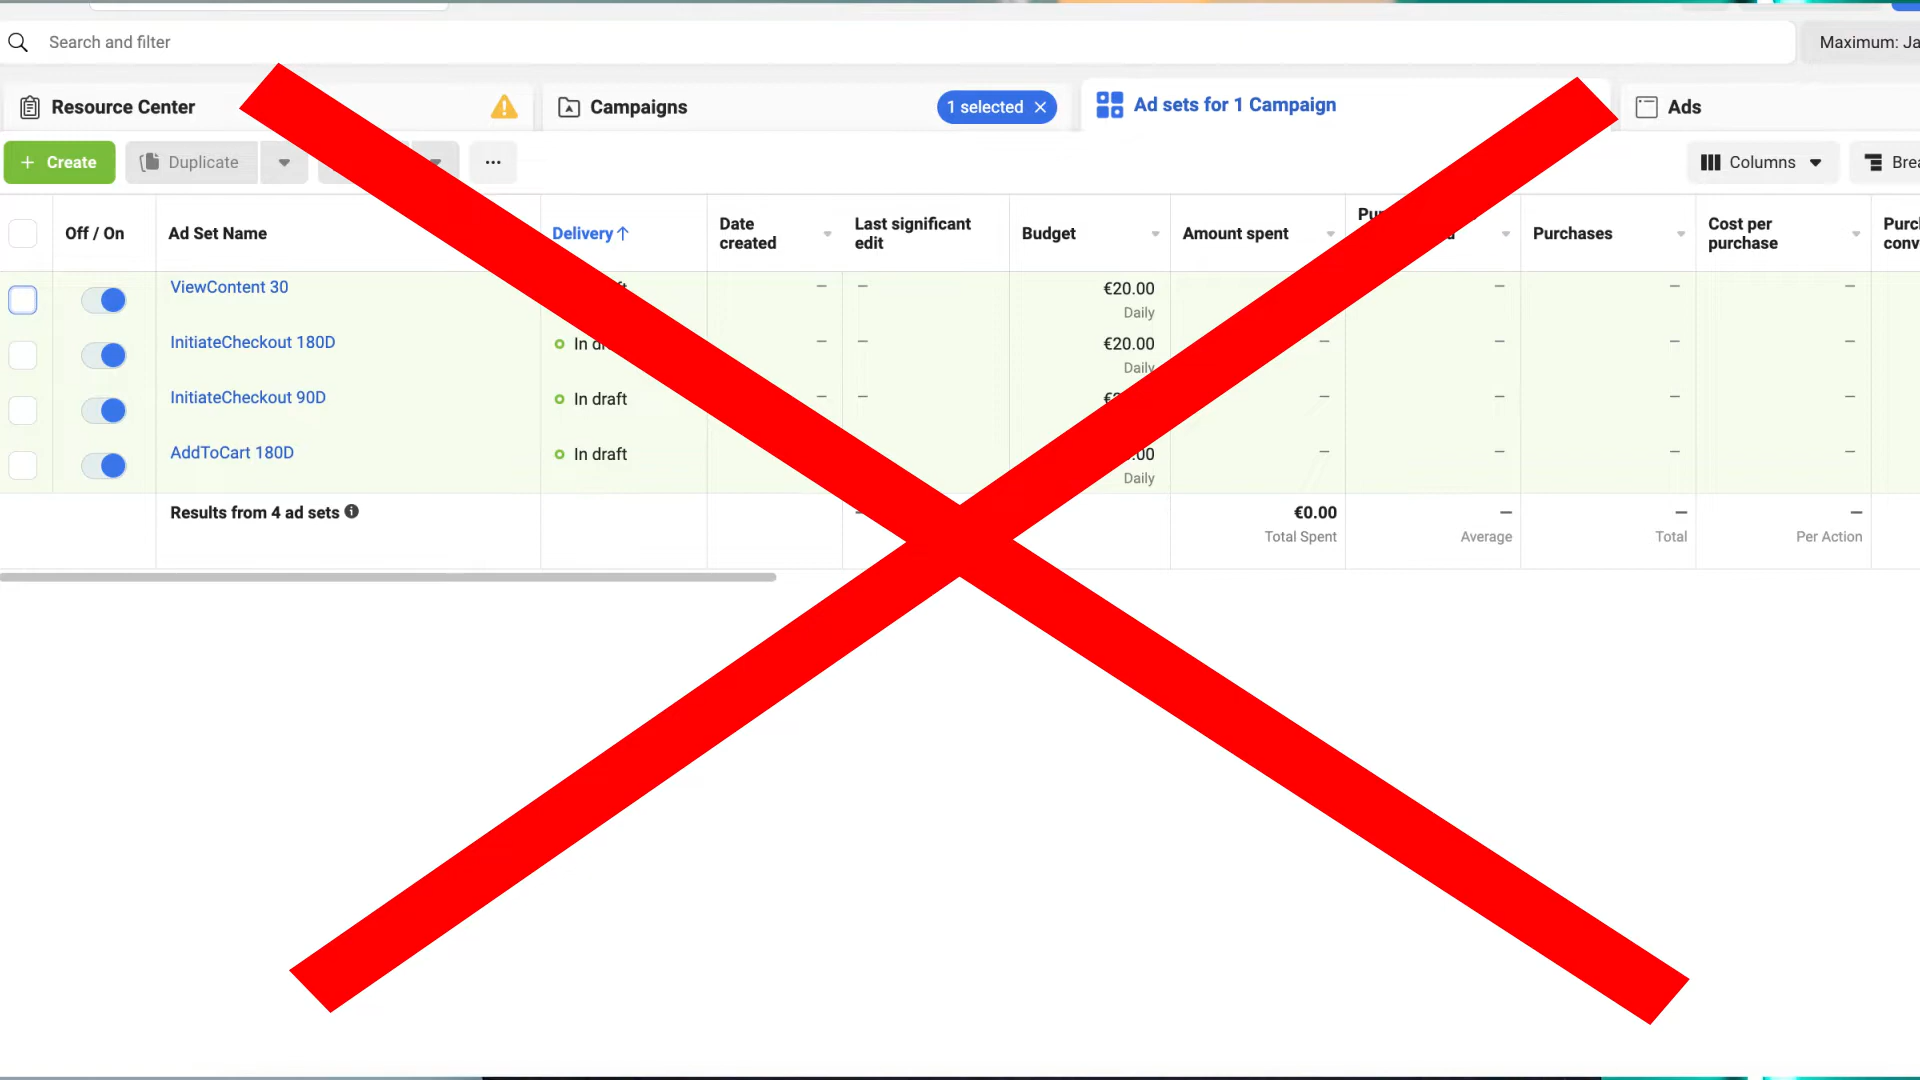 Search and filter
Maximum: Ja
Resource Center
Campaigns
1 selected
Ad sets for 1 Campaign
Ads
Create
Duplicate
Columns
Brea
Off / On
Ad Set Name
Delivery
Date created
Last significant edit
Budget
Amount spent
Purchases
Cost per purchase
Purc
conv
ViewContent 30
€20.00
Daily
InitiateCheckout 180D
In dr
€20.00
Daily
InitiateCheckout 90D
In draft
AddToCart 180D
In draft
.00
Daily
Results from 4 ad sets
€0.00
Total Spent
Average
Total
Per Action